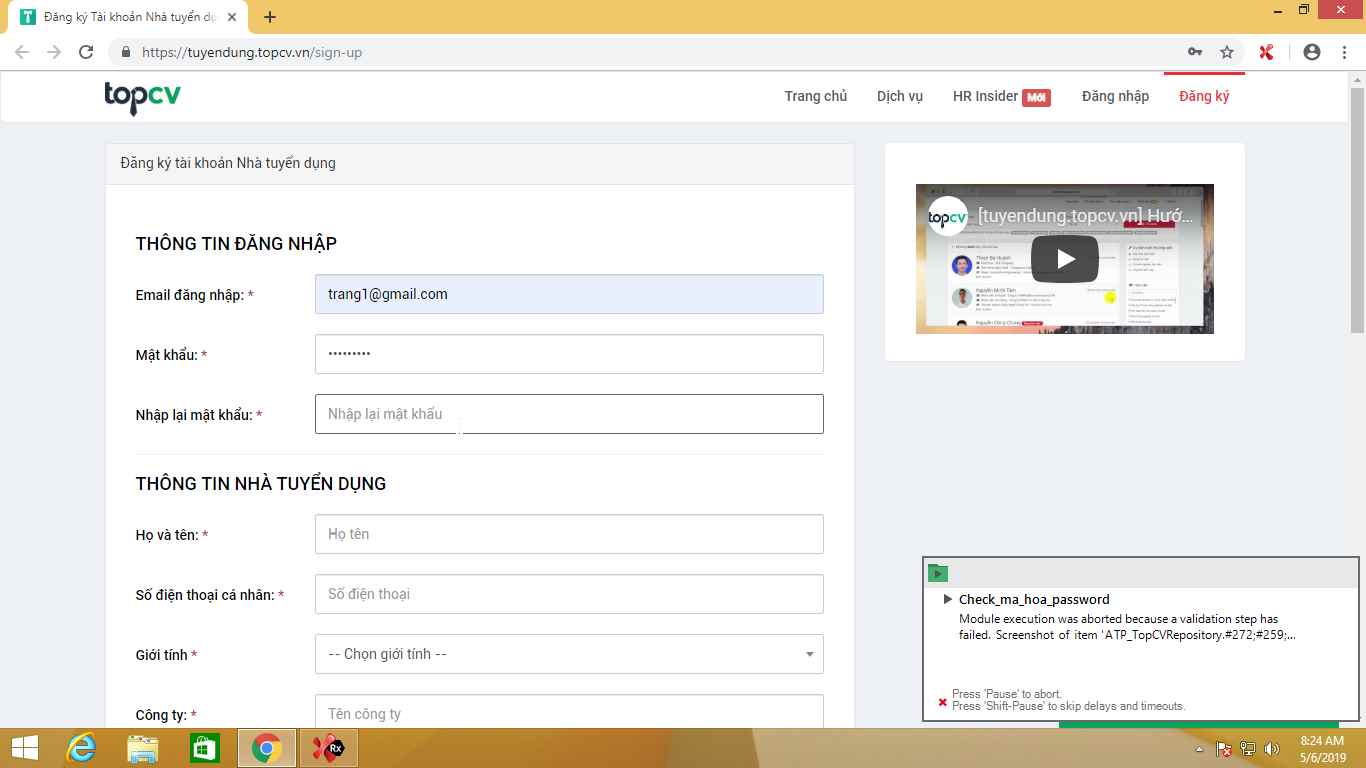 Đăng ký Tài khoản Nhà tuyển dụ
https://tuyendung.topcv.vn/sign-up
topcv
Trang chủ
Dịch vụ
HR Insider Mới
Đăng nhập
Đăng ký
Đăng ký tài khoản Nhà tuyển dụng
THÔNG TIN ĐĂNG NHẬP
Email đăng nhập: *
trang1@gmail.com
Mật khẩu: *
•••••••••
Nhập lại mật khẩu: *
Nhập lại mật khẩu
THÔNG TIN NHÀ TUYỂN DỤNG
Họ và tên: *
Họ tên
Số điện thoại cá nhân: *
Số điện thoại
Giới tính *
-- Chọn giới tính --
Công ty: *
Tên công ty
topcv
[tuyendung.topcv.vn] Hướ...
Check_ma_hoa_password
Module execution was aborted because a validation step has
failed. Screenshot of item 'ATP_TopCVRepository.#272;#259;...
Press 'Pause' to abort.
Press 'Shift-Pause' to skip delays and timeouts.
Rx
8:24 AM
5/6/2019